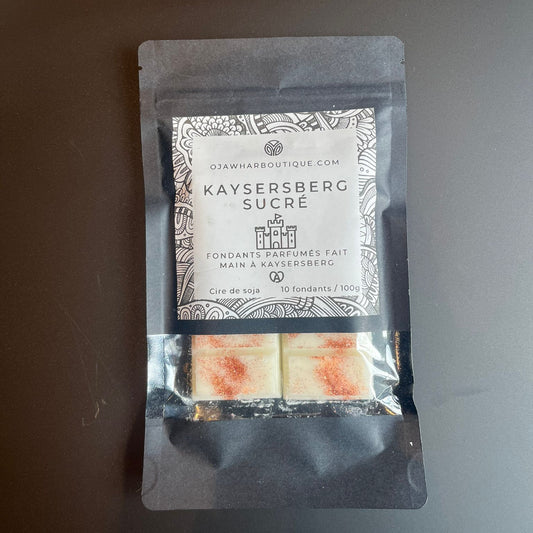 OJAWHARBOUTIQUE.COM
KAYSERSBERG
SUCRÉ
FONDANTS PARFUMÉS FAIT
MAIN À KAYSERSBERG
Cire de soja 10 fondants / 100g